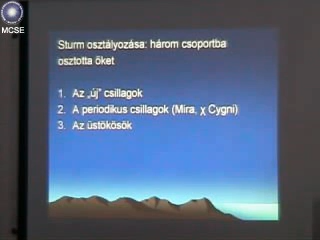 MCSE
Sturm osztályozása: három csoportba
osztotta őket
1. Az „új” csillagok
2. A periodikus csillagok (Mira, χ Cygni)
3. Az üstökösök